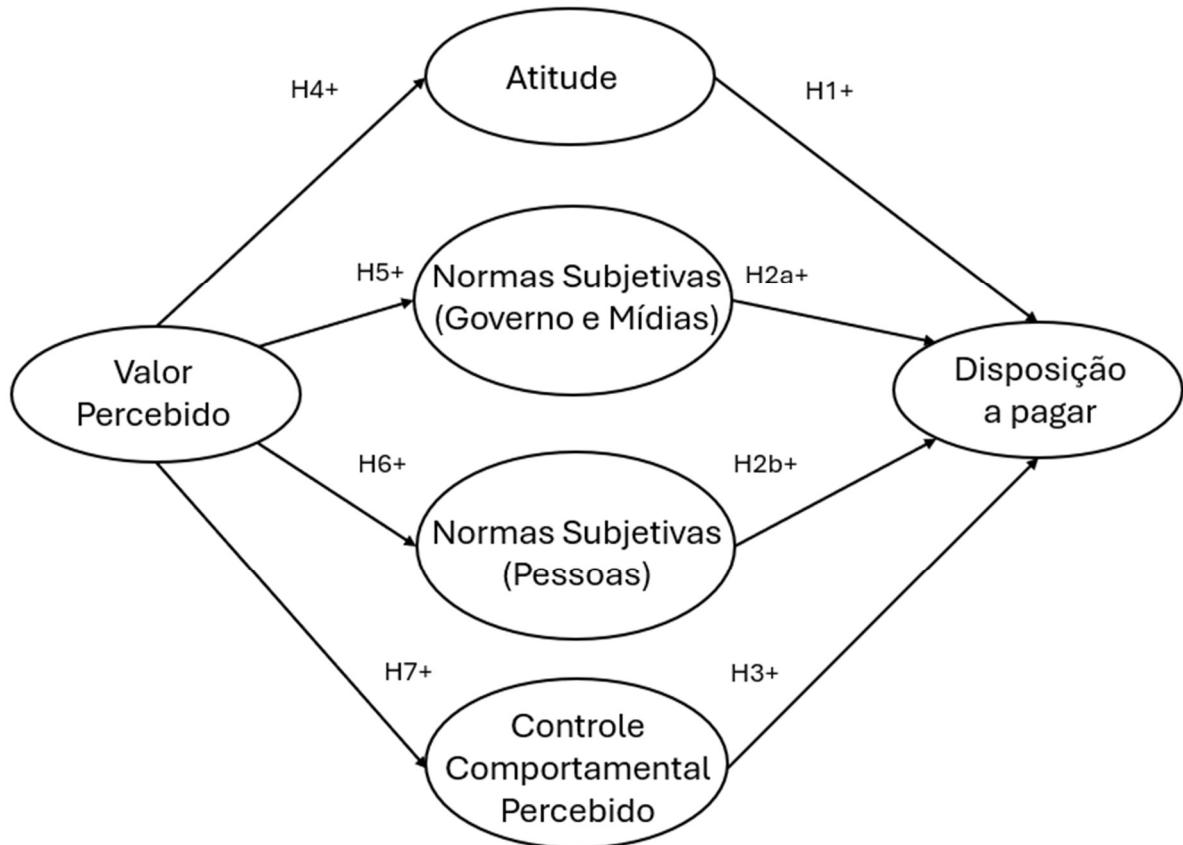 Atitude
H4+
H1+
H5+
Normas Subjetivas
(Governo e Mídias)
H2a+
Valor
Percebido
Disposição
a pagar
H6+
H2b+
Normas Subjetivas
(Pessoas)
H7+
H3+
Controle
Comportamental
Percebido